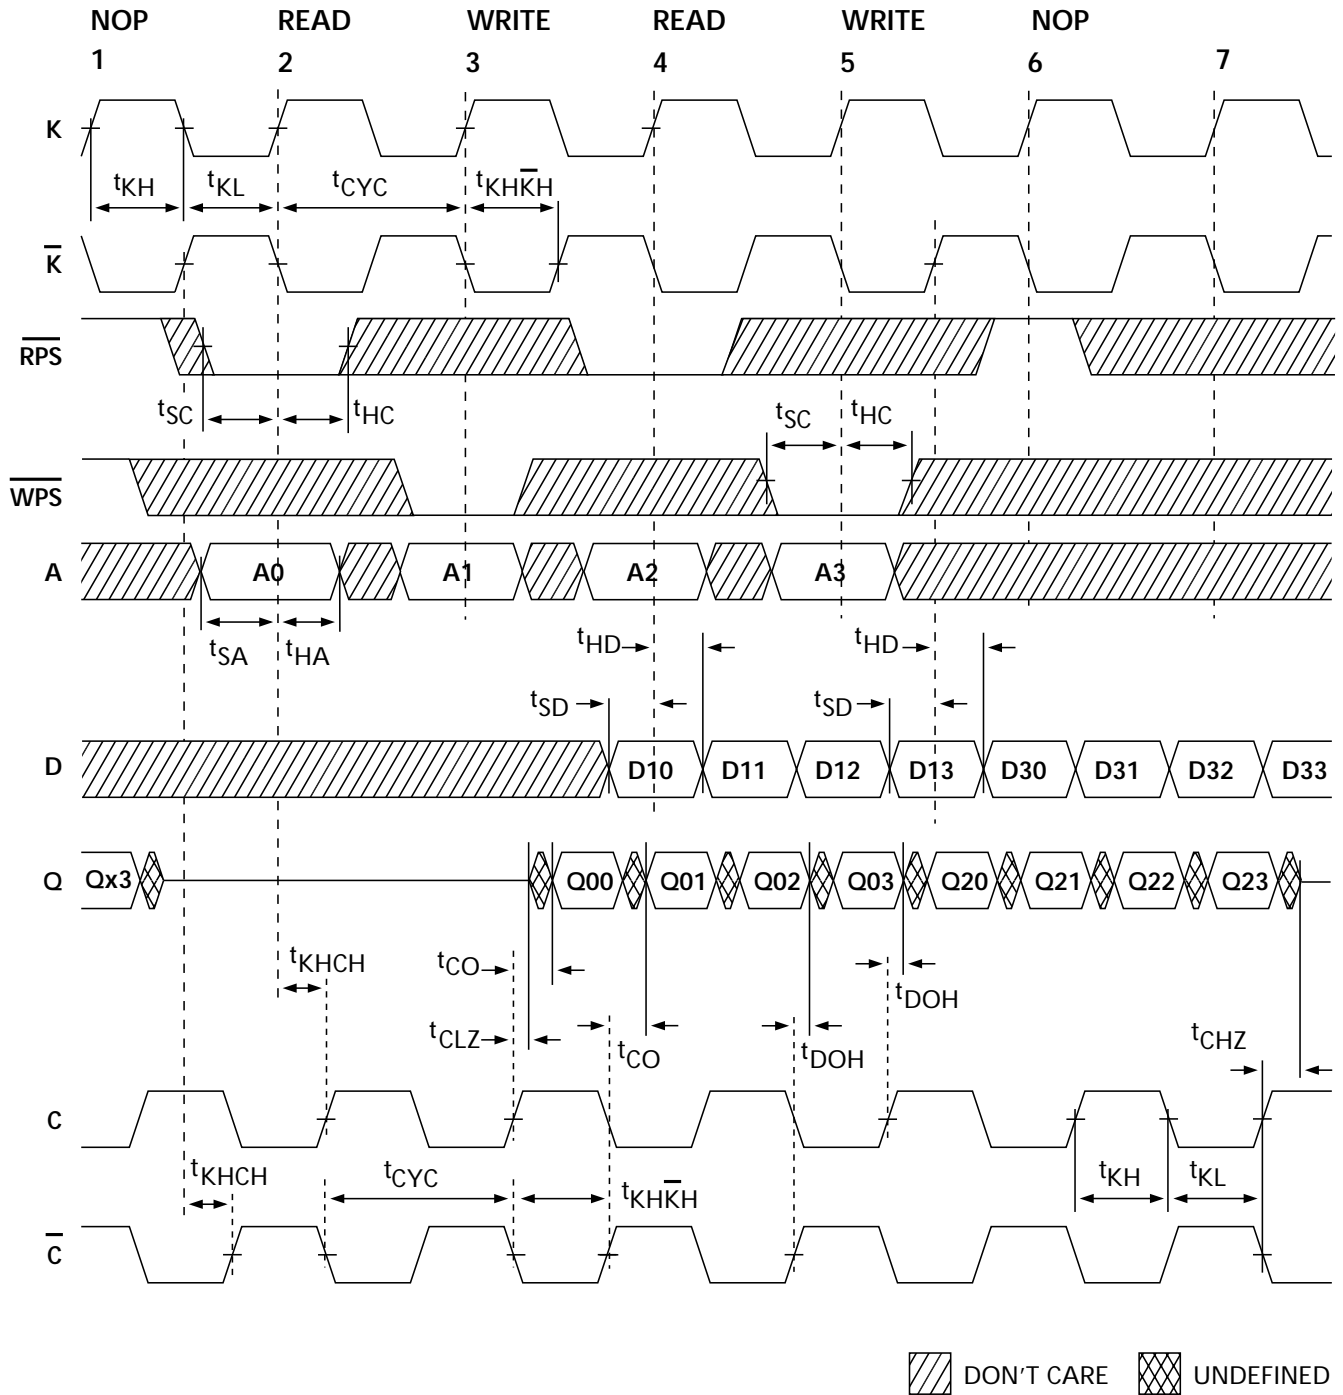 NOP READ WRITE READ WRITE NOP
1 2 3 4 5 6 7
K
tKH tKL tCYC tKHK̅H
K̅
R̅P̅S̅
tSC tHC tSC tHC
W̅P̅S̅
A A0 A1 A2 A3
tSA tHA tHD tHD
tSD tSD
D D10 D11 D12 D13 D30 D31 D32 D33
Q Qx3 Q00 Q01 Q02 Q03 Q20 Q21 Q22 Q23
tKHCH tCO tDOH
tCLZ tCO tDOH tCHZ
C
tKHCH tCYC tKHK̅H tKH tKL
C̅
DON'T CARE UNDEFINED